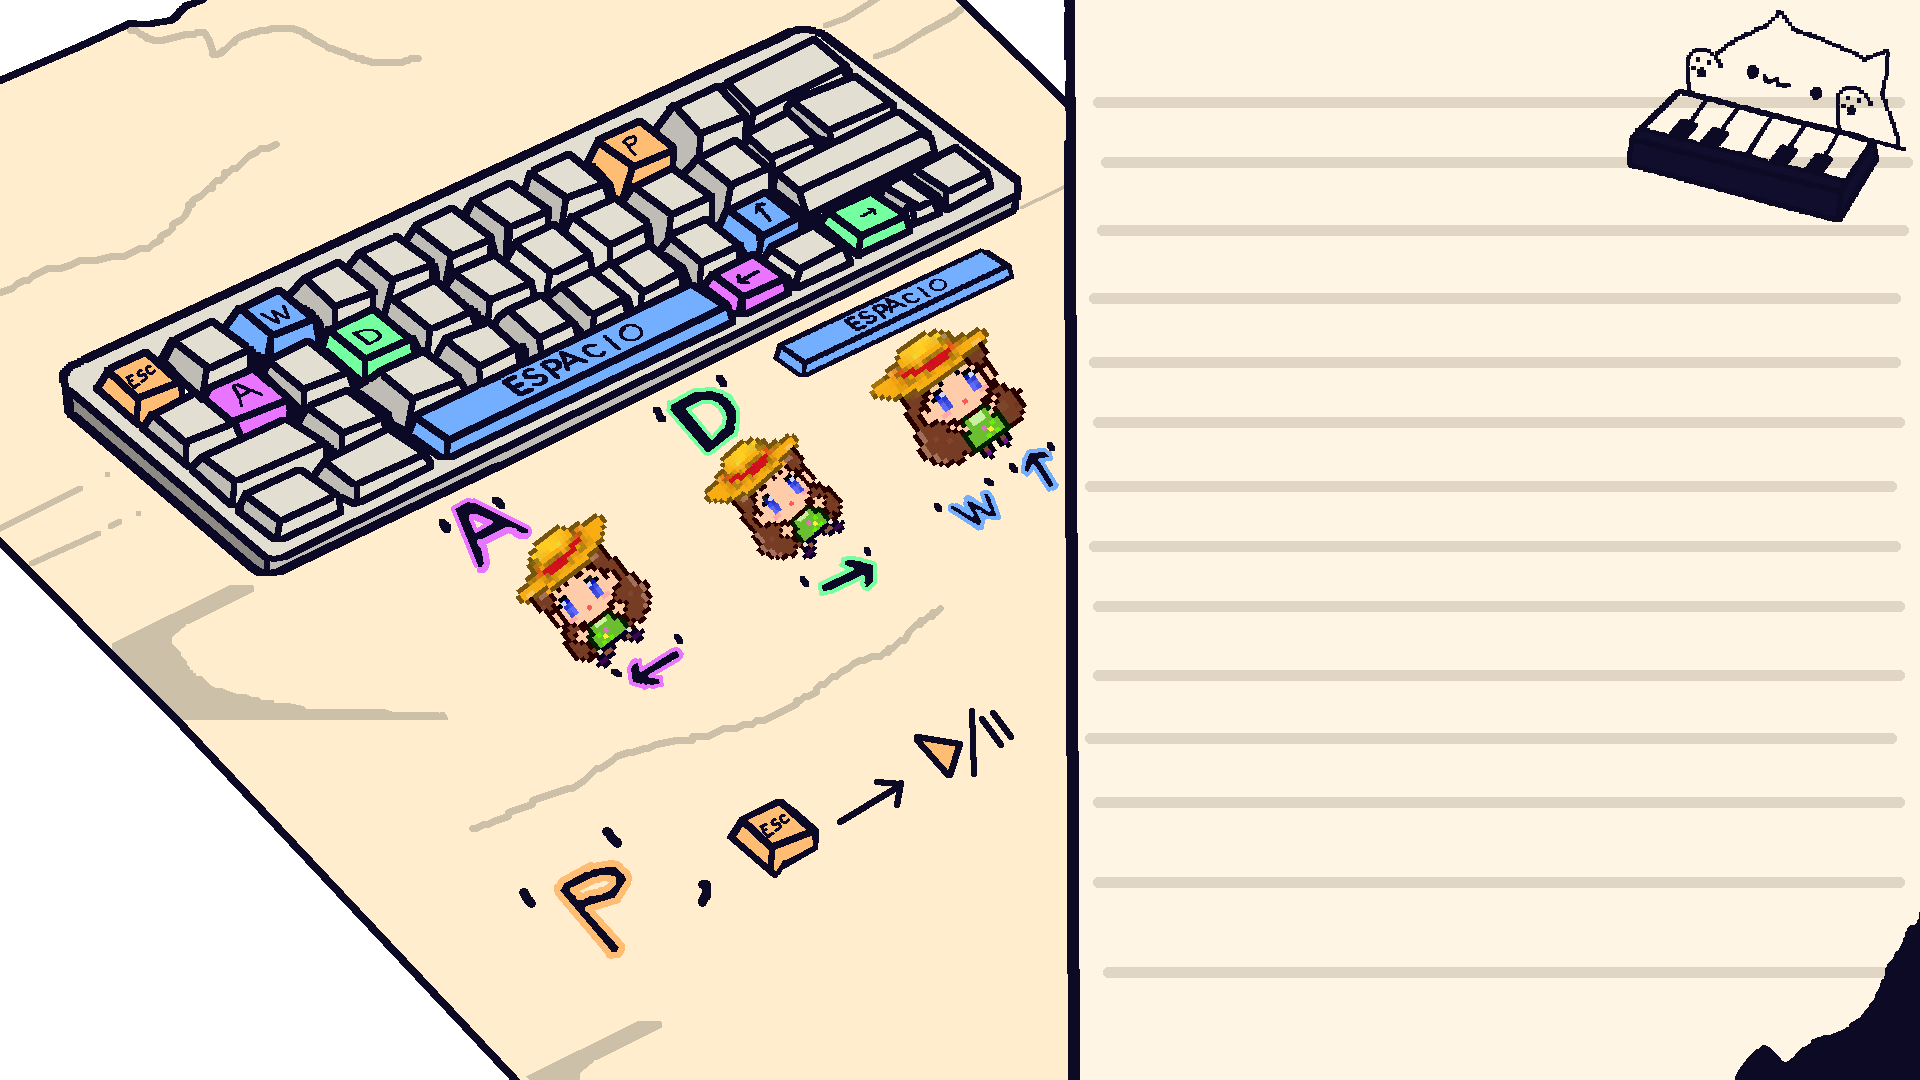 P
↑
→
W
D
←
ESC
A
ESPACIO
ESPACIO
D
A
W ↑
→
←
ESC → ▷/||
P ,